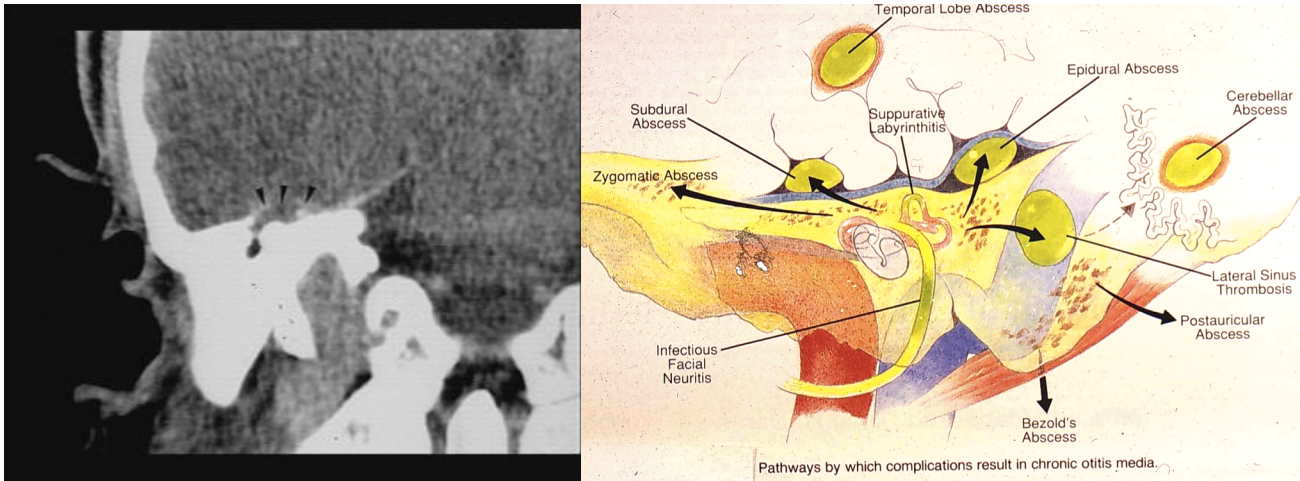 Temporal Lobe Abscess
Epidural Abscess
Cerebellar
Abscess
Subdural
Abscess
Suppurative
Labyrinthitis
Zygomatic Abscess
Lateral Sinus
Thrombosis
Postauricular
Abscess
Infectious
Facial
Neuritis
Bezold's
Abscess
Pathways by which complications result in chronic otitis media.